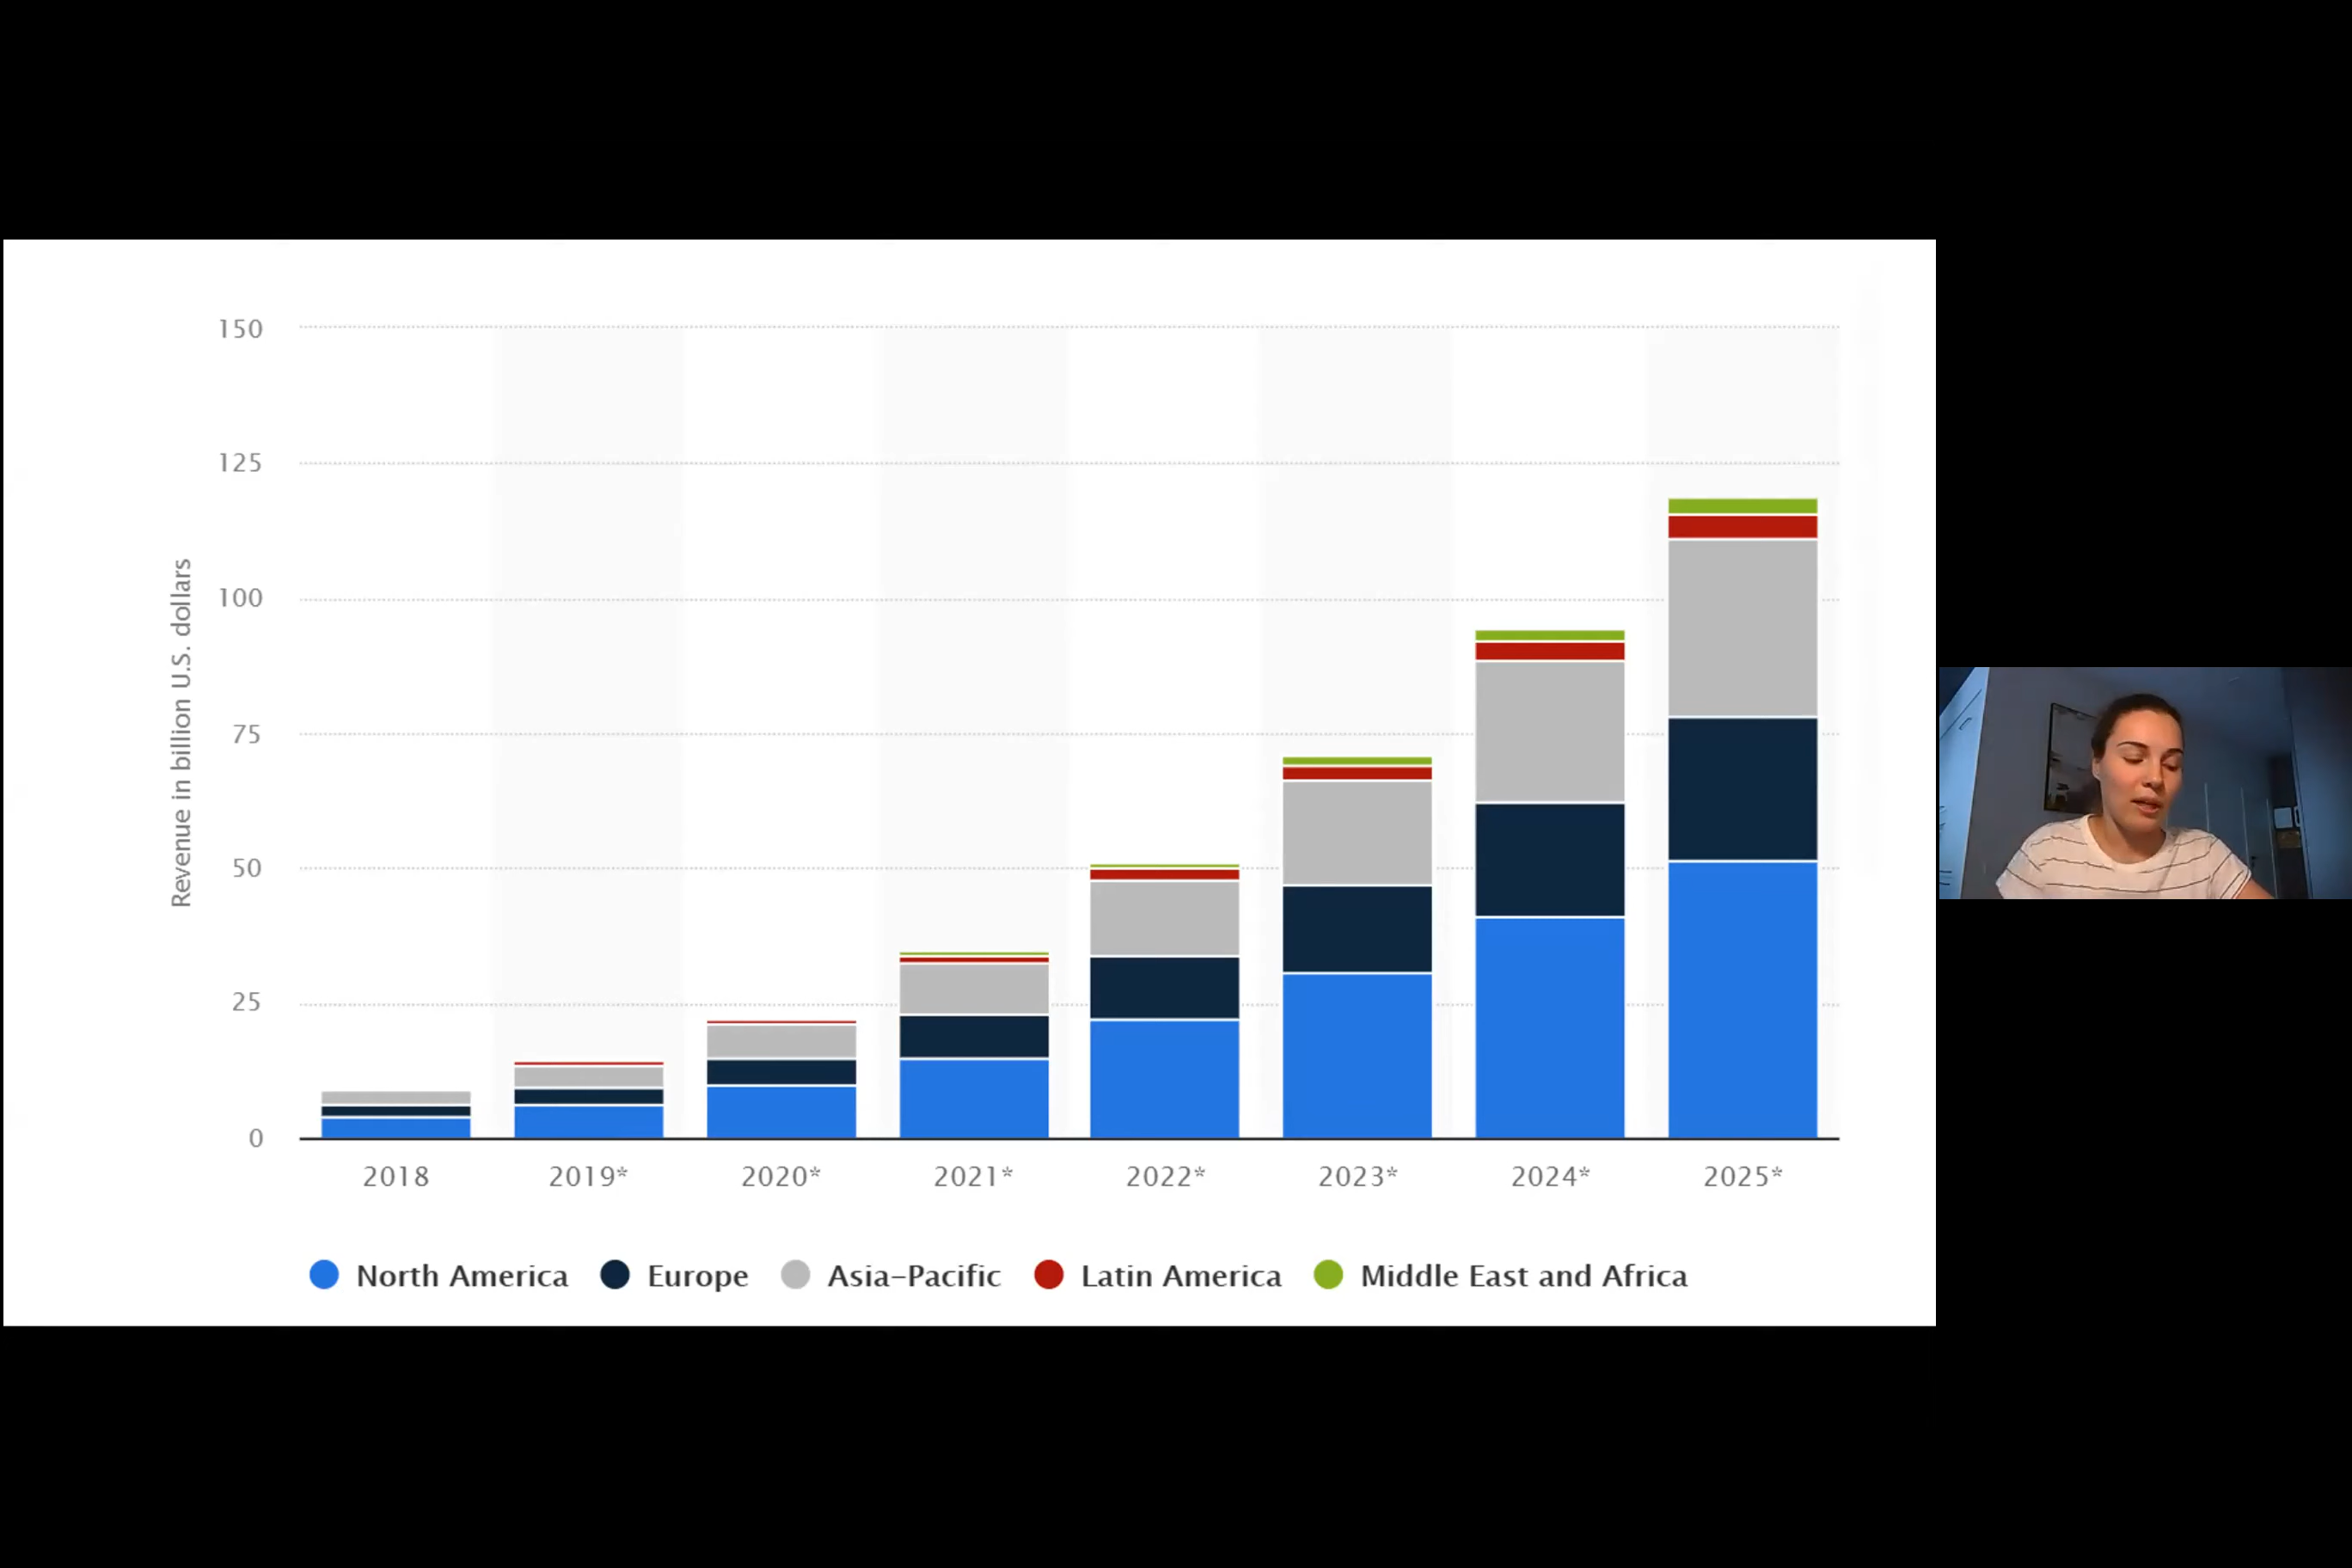 Revenue in billion U.S. dollars
150
125
100
75
50
25
0
2018 2019* 2020* 2021* 2022* 2023* 2024* 2025*
North America Europe Asia-Pacific Latin America Middle East and Africa